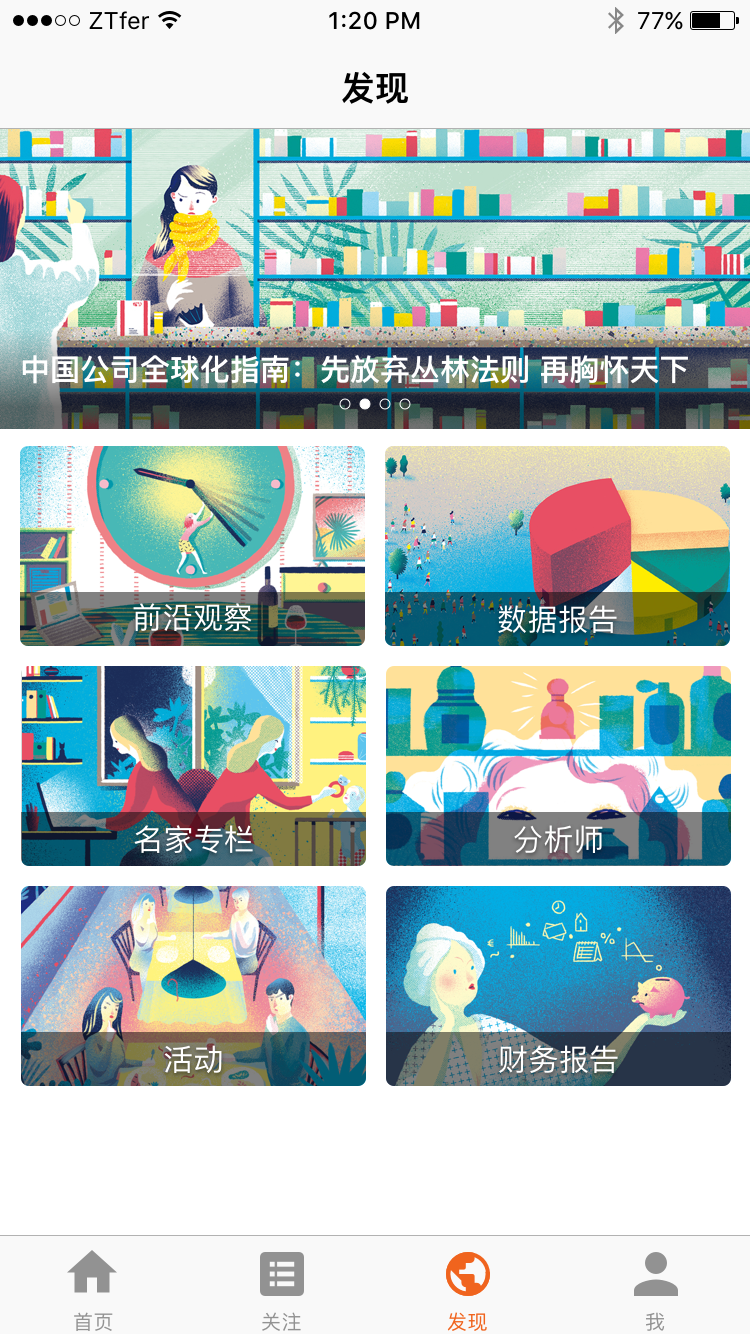 ZTfer 1:20 PM 77%
发现
中国公司全球化指南：先放弃丛林法则 再胸怀天下
前沿观察 数据报告
名家专栏 分析师
活动 财务报告
首页 关注 发现 我